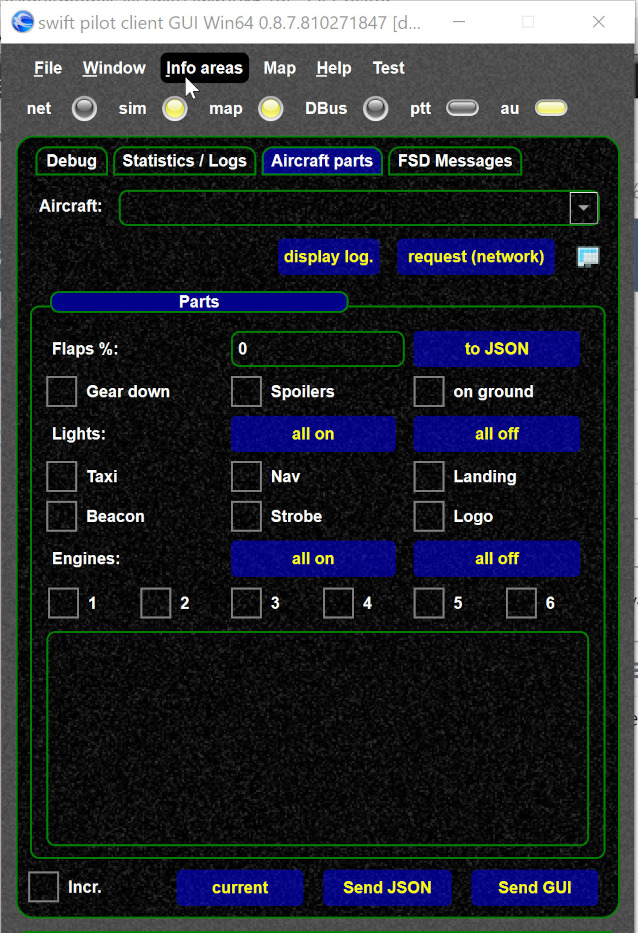 swift pilot client GUI Win64 0.8.7.810271847 [d...
File Window Info areas Map Help Test
net sim map DBus ptt au
Debug Statistics / Logs Aircraft parts FSD Messages
Aircraft:
display log. request (network)
Parts
Flaps %: 0 to JSON
Gear down Spoilers on ground
Lights: all on all off
Taxi Nav Landing
Beacon Strobe Logo
Engines: all on all off
1 2 3 4 5 6
Incr. current Send JSON Send GUI